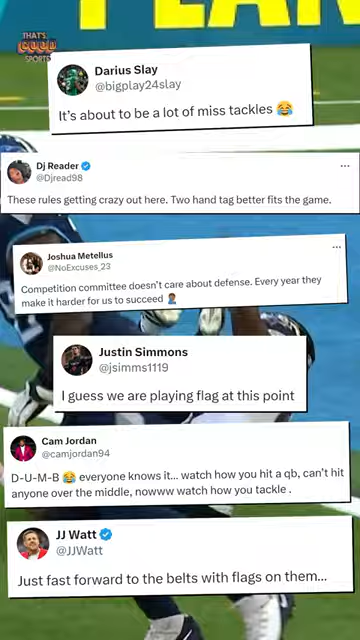 PLAN
THAT'S
GOOD
SPORTS
Darius Slay
@bigplay24slay
It's about to be a lot of miss tackles 😂
Dj Reader
@Djread98
These rules getting crazy out here. Two hand tag better fits the game.
Joshua Metellus
@NoExcuses_23
Competition committee doesn't care about defense. Every year they
make it harder for us to succeed 🤦🏾‍♂️
Justin Simmons
@jsimms1119
I guess we are playing flag at this point
Cam Jordan
@camjordan94
D-U-M-B 😂 everyone knows it... watch how you hit a qb, can't hit
anyone over the middle, nowww watch how you tackle .
JJ Watt
@JJWatt
Just fast forward to the belts with flags on them...